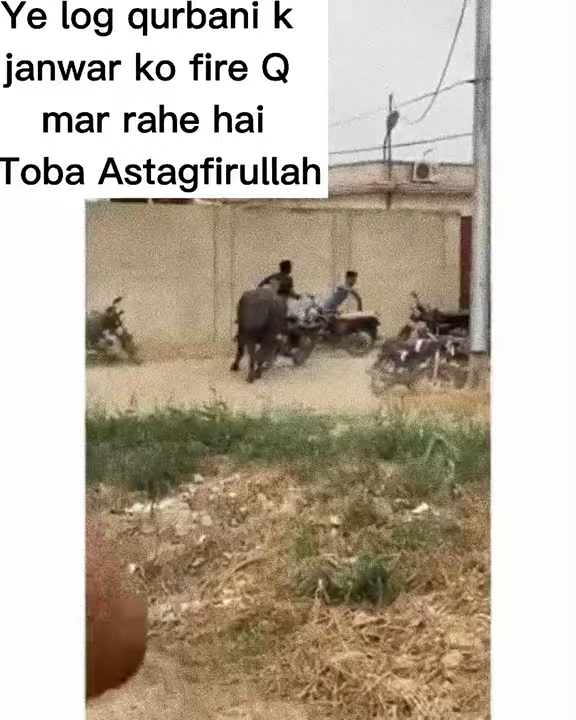 Ye log qurbani k
janwar ko fire Q
mar rahe hai
Toba Astagfirullah